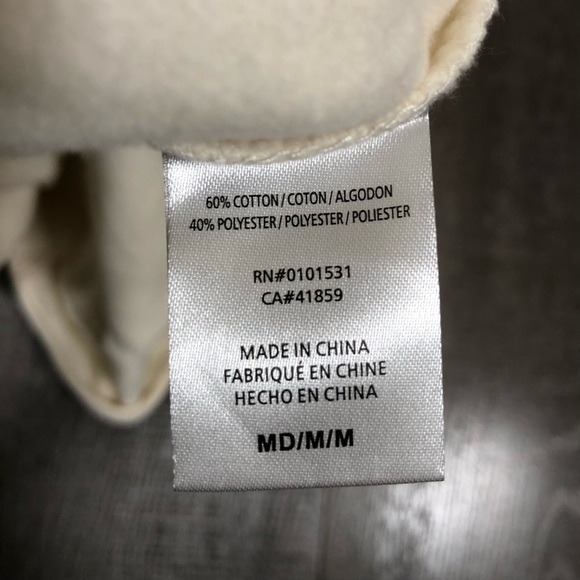 60% COTTON / COTON / ALGODON
40% POLYESTER / POLYESTER / POLIESTER
RN#0101531
CA#41859
MADE IN CHINA
FABRIQUÉ EN CHINE
HECHO EN CHINA
MD/M/M